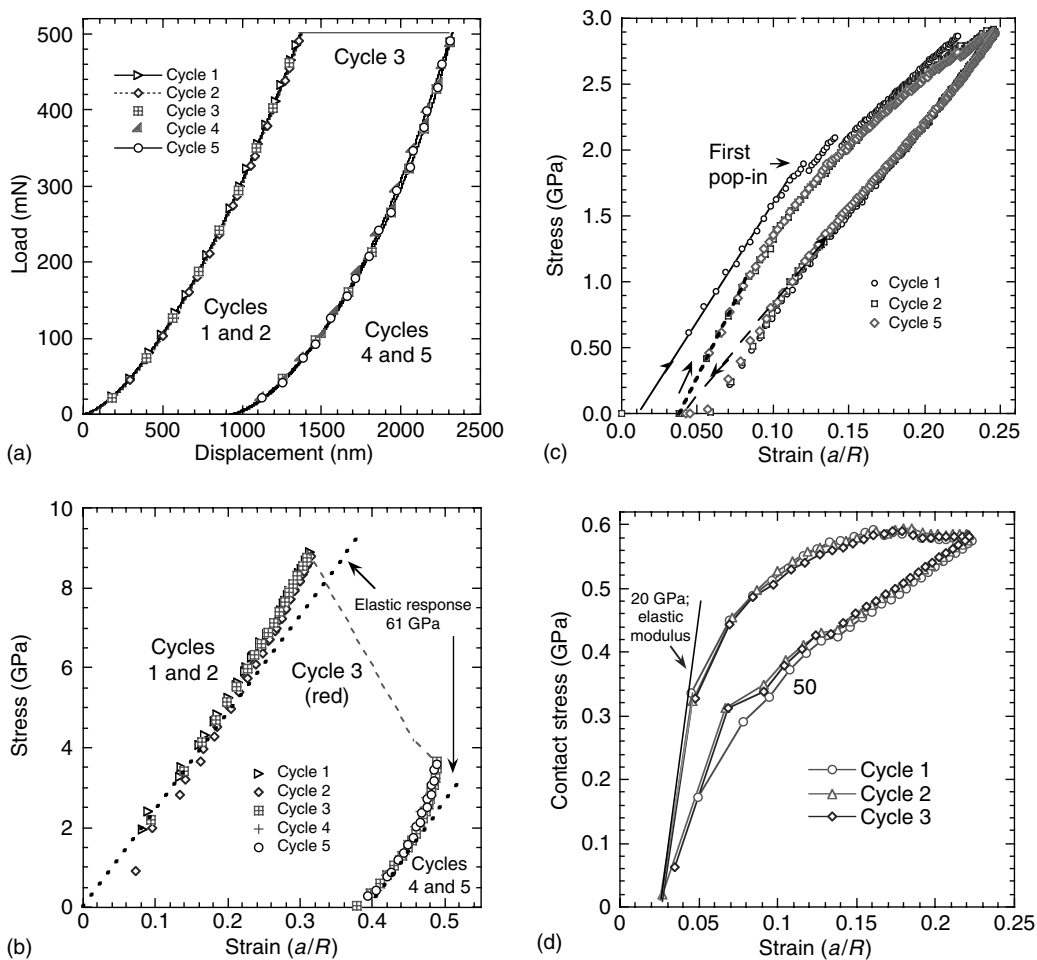 500
400
300
200
100
0
Load (mN)
Cycle 1
Cycle 2
Cycle 3
Cycle 4
Cycle 5
Cycle 3
Cycles
1 and 2
Cycles
4 and 5
0
500
1000
1500
2000
2500
Displacement (nm)
(a)
3.0
2.5
2.0
1.5
1.0
0.50
0.0
Stress (GPa)
First
pop-in
Cycle 1
Cycle 2
Cycle 5
0.0
0.050
0.10
0.15
0.20
0.25
Strain (a/R)
(c)
10
8
6
4
2
0
Stress (GPa)
Elastic response
61 GPa
Cycles
1 and 2
Cycle 3
(red)
Cycle 1
Cycle 2
Cycle 3
Cycle 4
Cycle 5
Cycles
4 and 5
0
0.1
0.2
0.3
0.4
0.5
Strain (a/R)
(b)
0.6
0.5
0.4
0.3
0.2
0.1
0
Contact stress (GPa)
20 GPa;
elastic
modulus
50
Cycle 1
Cycle 2
Cycle 3
0
0.05
0.1
0.15
0.2
0.25
Strain (a/R)
(d)